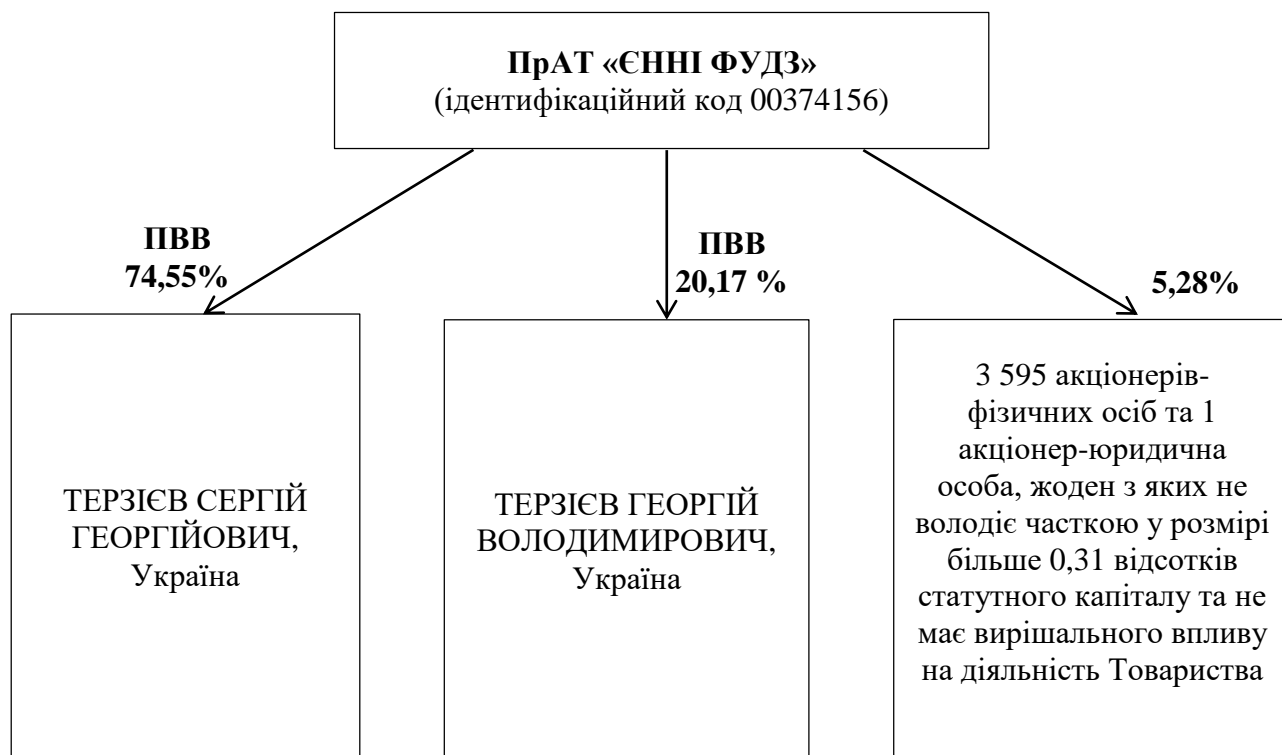 ПрАТ «ЄННІ ФУДЗ»
(ідентифікаційний код 00374156)
ПВВ
74,55%
ПВВ
20,17 %
5,28%
ТЕРЗІЄВ СЕРГІЙ
ГЕОРГІЙОВИЧ,
Україна
ТЕРЗІЄВ ГЕОРГІЙ
ВОЛОДИМИРОВИЧ,
Україна
3 595 акціонерів-
фізичних осіб та 1
акціонер-юридична
особа, жоден з яких не
володіє часткою у розмірі
більше 0,31 відсотків
статутного капіталу та не
має вирішального впливу
на діяльність Товариства